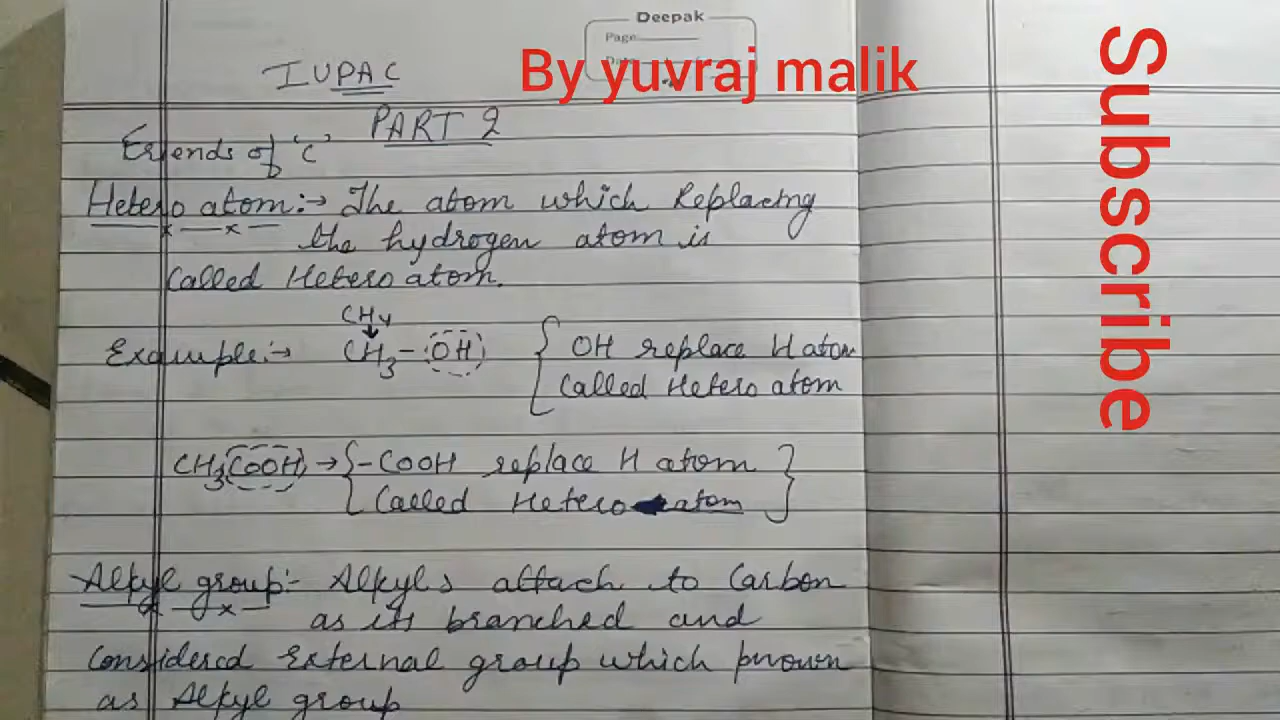 Deepak
Page
Date
By yuvraj malik
Subscribe
IUPAC
PART 2
Friends of 'C'
Hetero atom:→ The atom which Replacing
the hydrogen atom is
Called Hetero atom.
CH4
↓
Example:→ CH3-OH { OH replace H atom
Called Hetero atom
CH3COOH → {-COOH replace H atom }
Called Hetero atom
Alkyl group:- Alkyls attach to Carbon
as its branched and
Considered External group which known
as Alkyl group